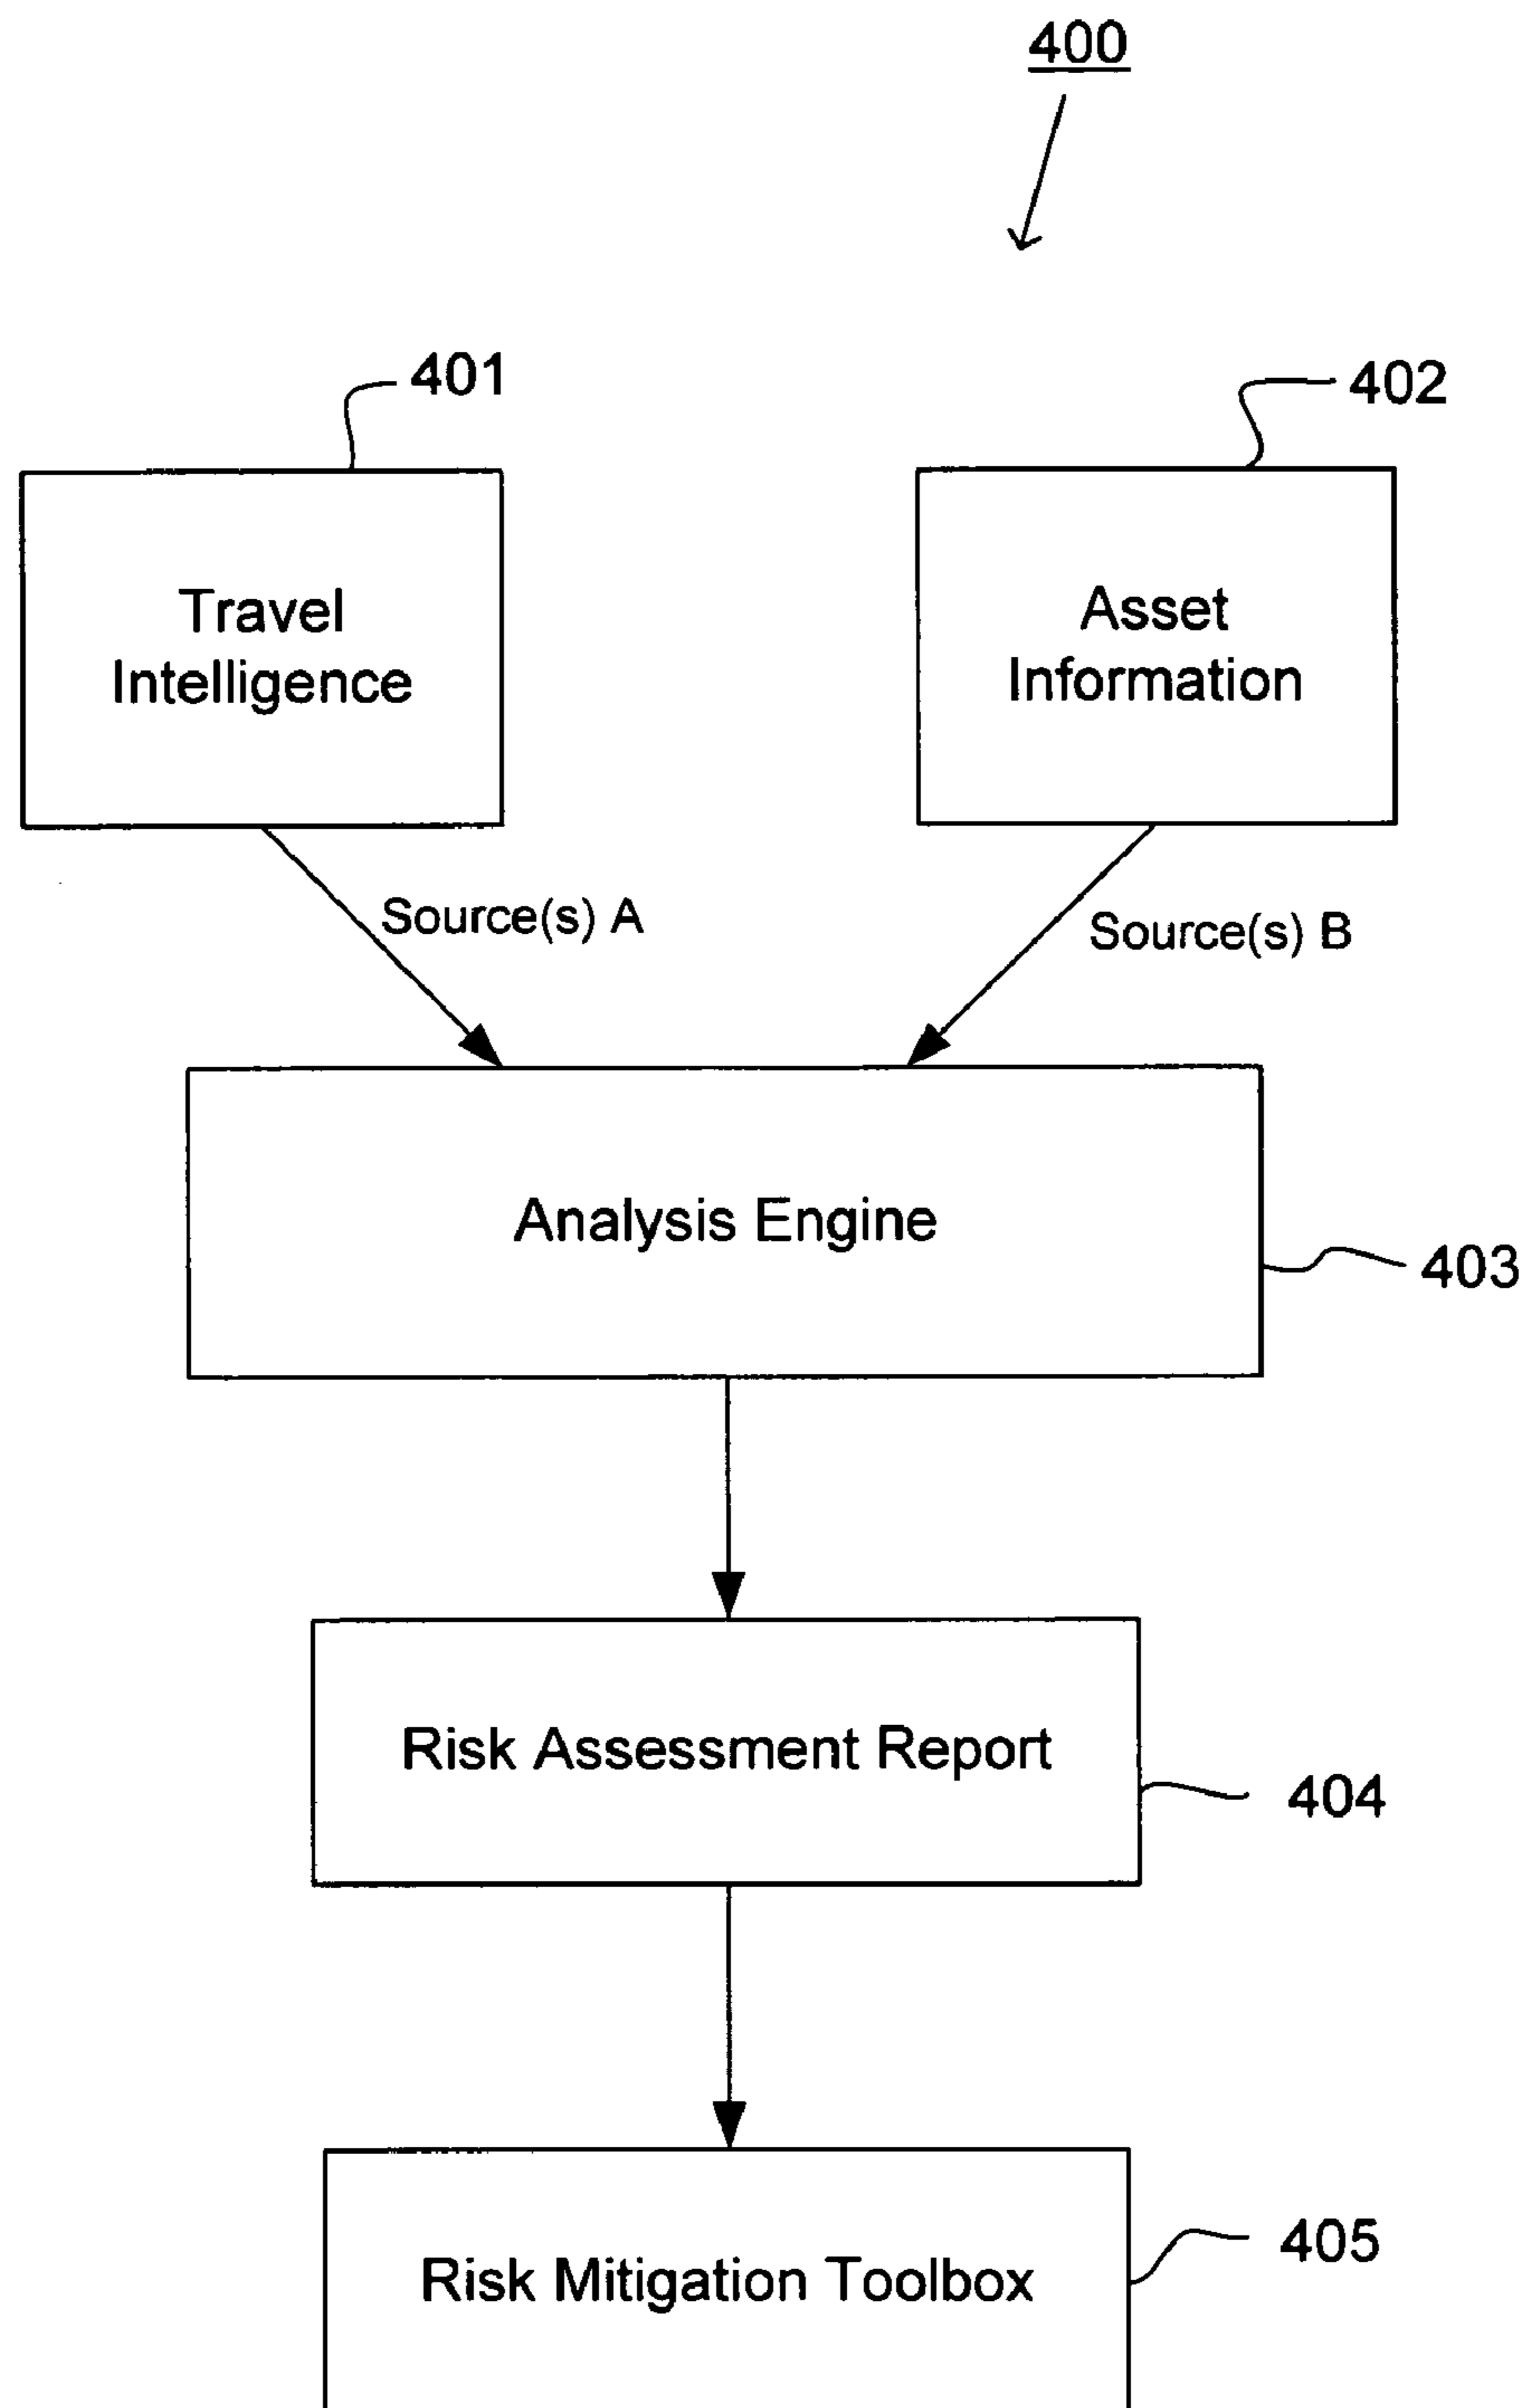 400
401
402
Travel
Intelligence
Asset
Information
Source(s) A
Source(s) B
Analysis Engine
403
Risk Assessment Report
404
405
Risk Mitigation Toolbox